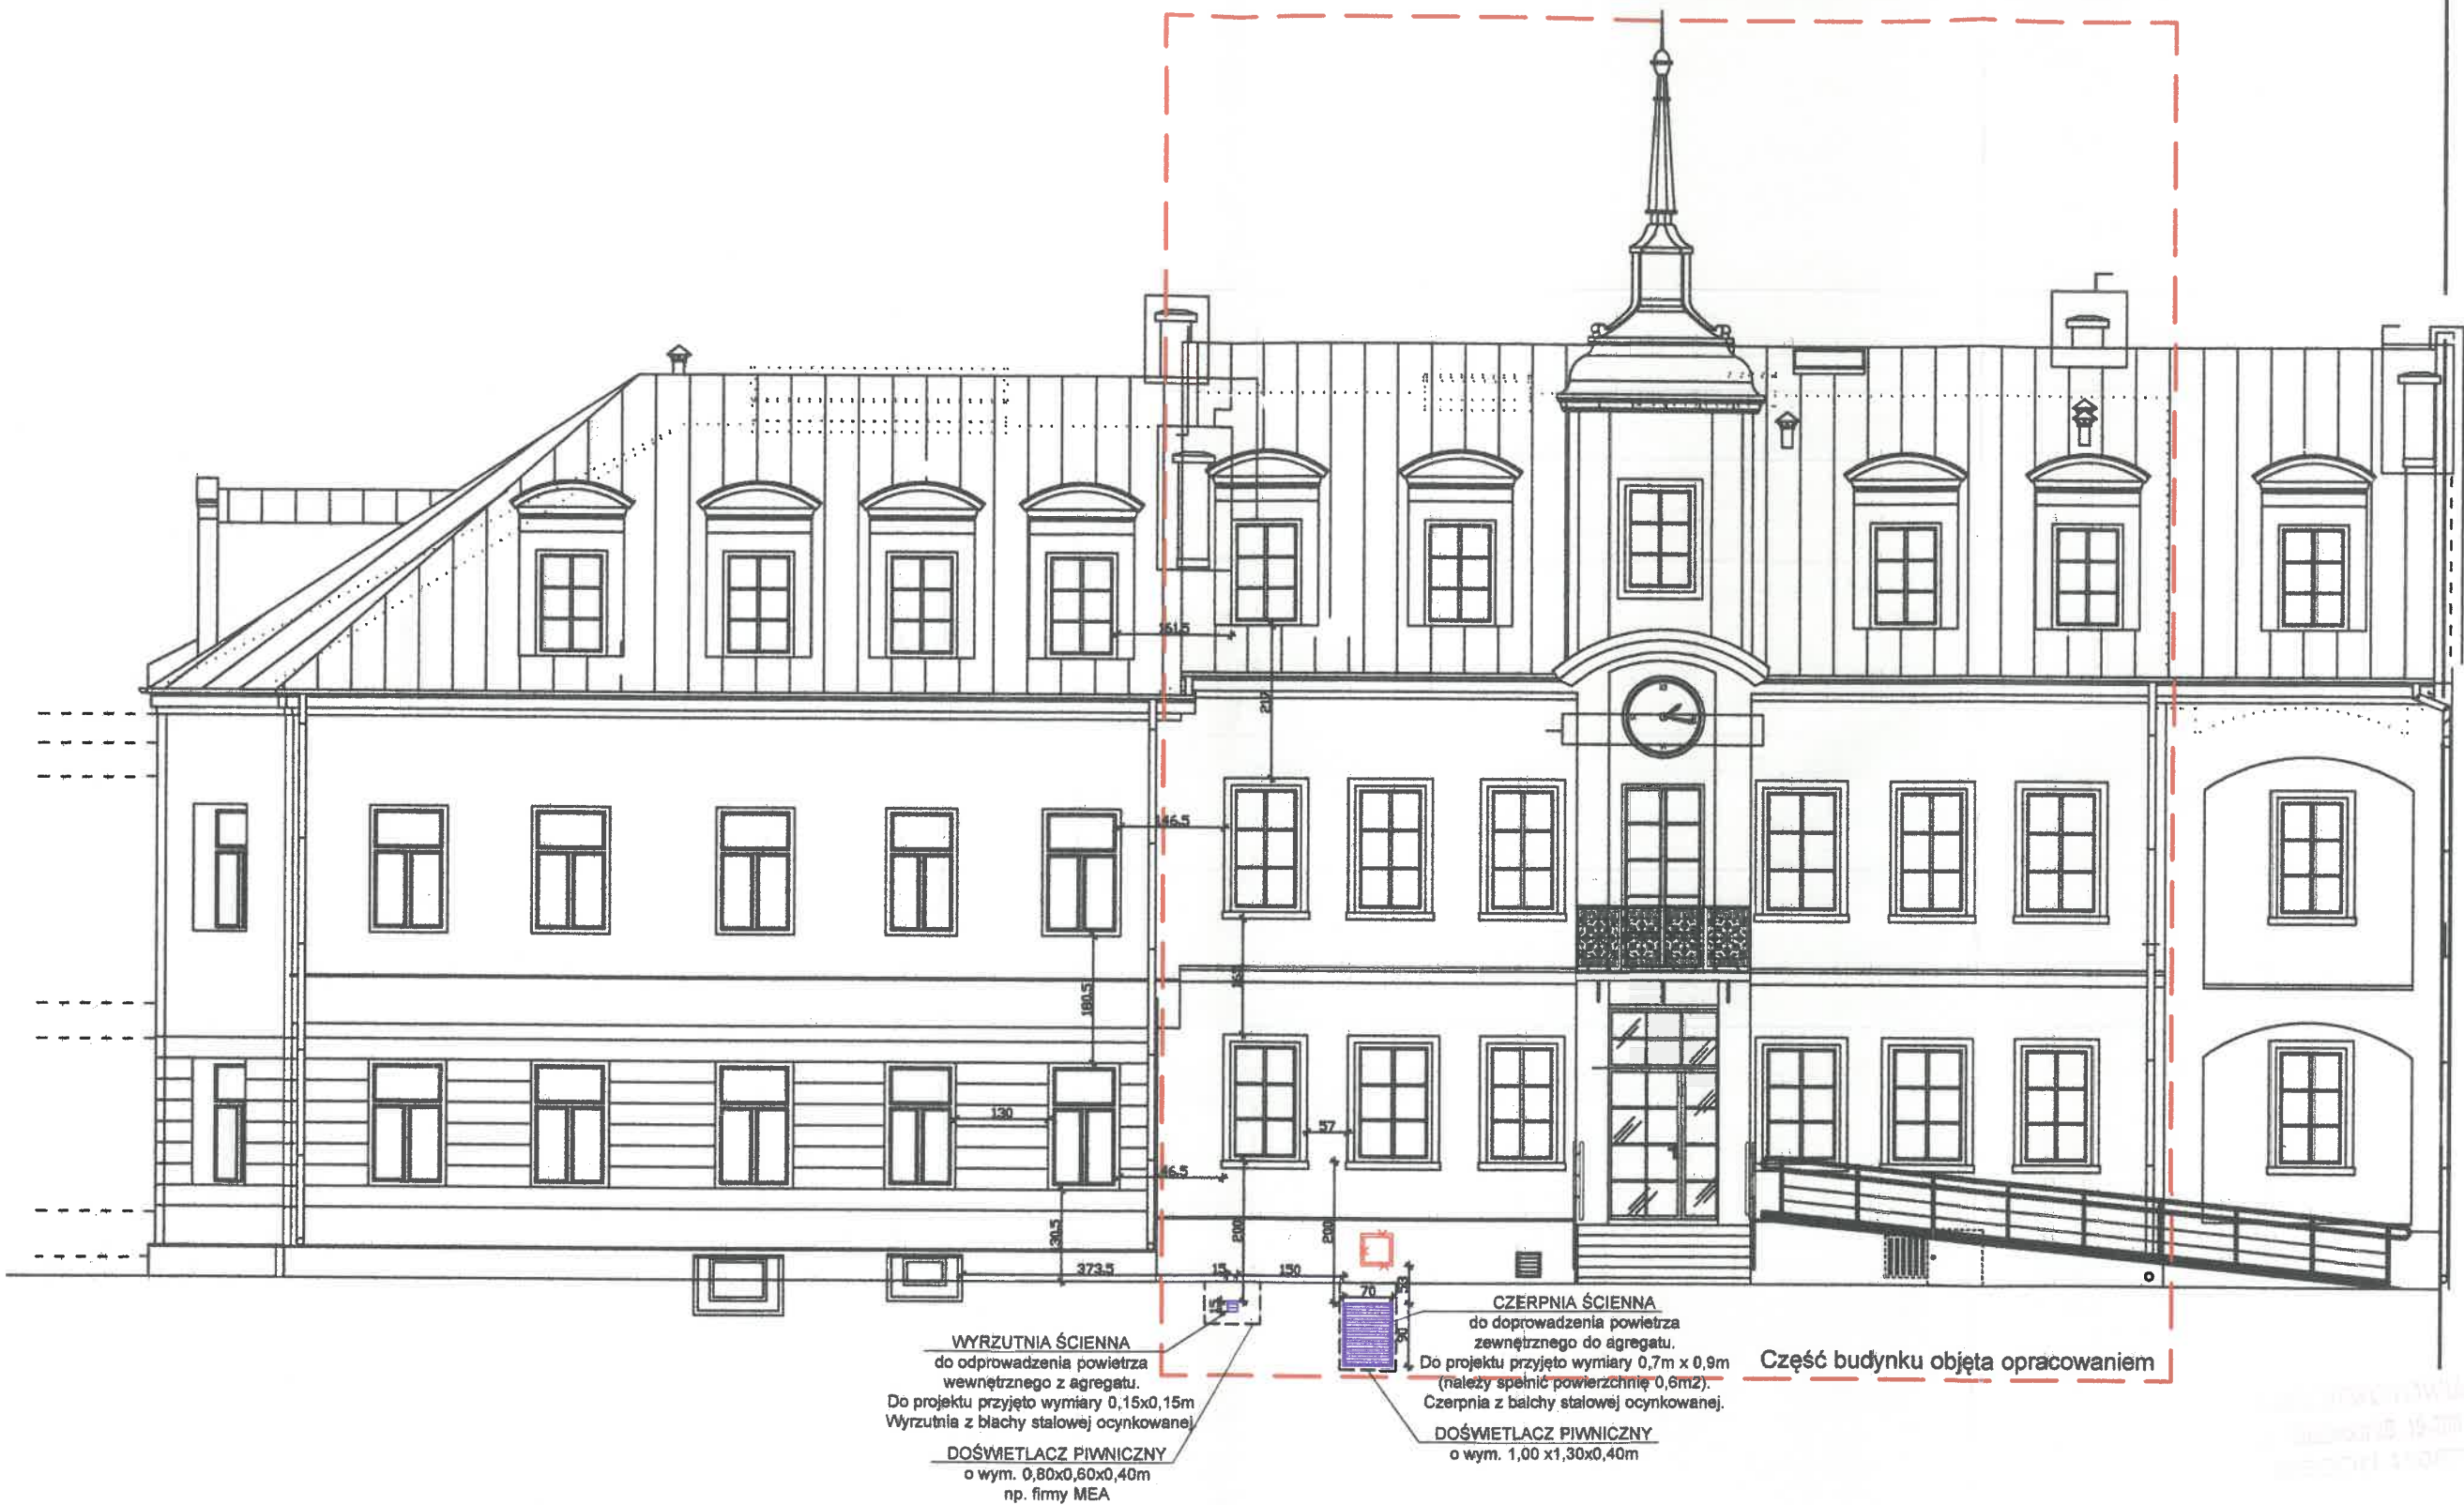 161.5
217
146.5
165
180.5
130
57
46.5
200
200
30.5
373.5
15
150
53
15
70
90
WYRZUTNIA ŚCIENNA
do odprowadzenia powietrza
wewnętrznego z agregatu.
Do projektu przyjęto wymiary 0,15x0,15m
Wyrzutnia z blachy stalowej ocynkowanej
DOŚWIETLACZ PIWNICZNY
o wym. 0,80x0,60x0,40m
np. firmy MEA
CZERPNIA ŚCIENNA
do doprowadzenia powietrza
zewnętrznego do agregatu.
Do projektu przyjęto wymiary 0,7m x 0,9m
(należy spełnić powierzchnię 0,6m2).
Czerpnia z balchy stalowej ocynkowanej.
DOŚWIETLACZ PIWNICZNY
o wym. 1,00 x1,30x0,40m
Część budynku objęta opracowaniem